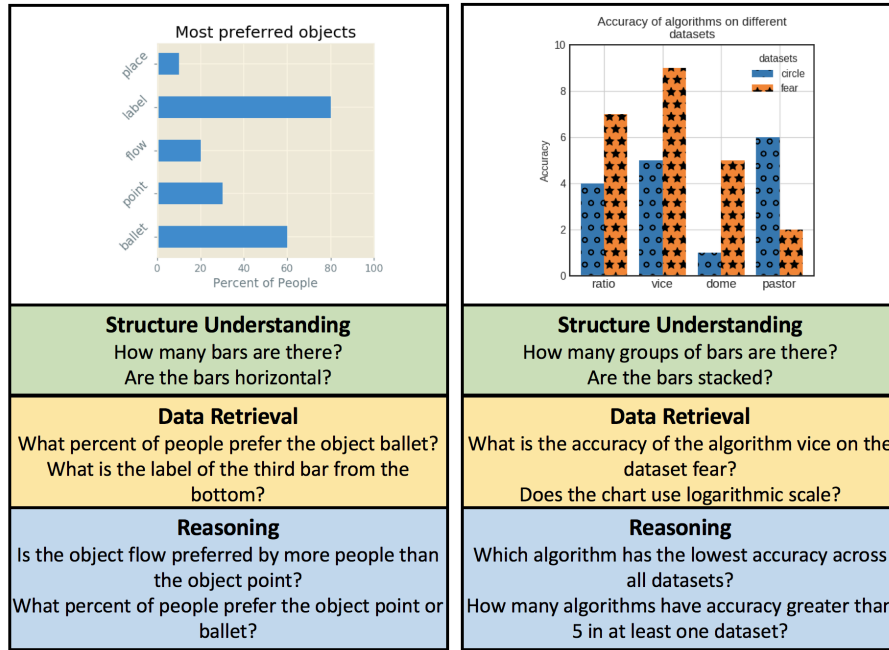 Most preferred objects
place
label
flow
point
ballet
0 20 40 60 80 100
Percent of People
Structure Understanding
How many bars are there?
Are the bars horizontal?
Data Retrieval
What percent of people prefer the object ballet?
What is the label of the third bar from the
bottom?
Reasoning
Is the object flow preferred by more people than
the object point?
What percent of people prefer the object point or
ballet?
Accuracy of algorithms on different
datasets
10
8
6
4
2
0
Accuracy
datasets
circle
fear
ratio vice dome pastor
Structure Understanding
How many groups of bars are there?
Are the bars stacked?
Data Retrieval
What is the accuracy of the algorithm vice on the
dataset fear?
Does the chart use logarithmic scale?
Reasoning
Which algorithm has the lowest accuracy across
all datasets?
How many algorithms have accuracy greater than
5 in at least one dataset?